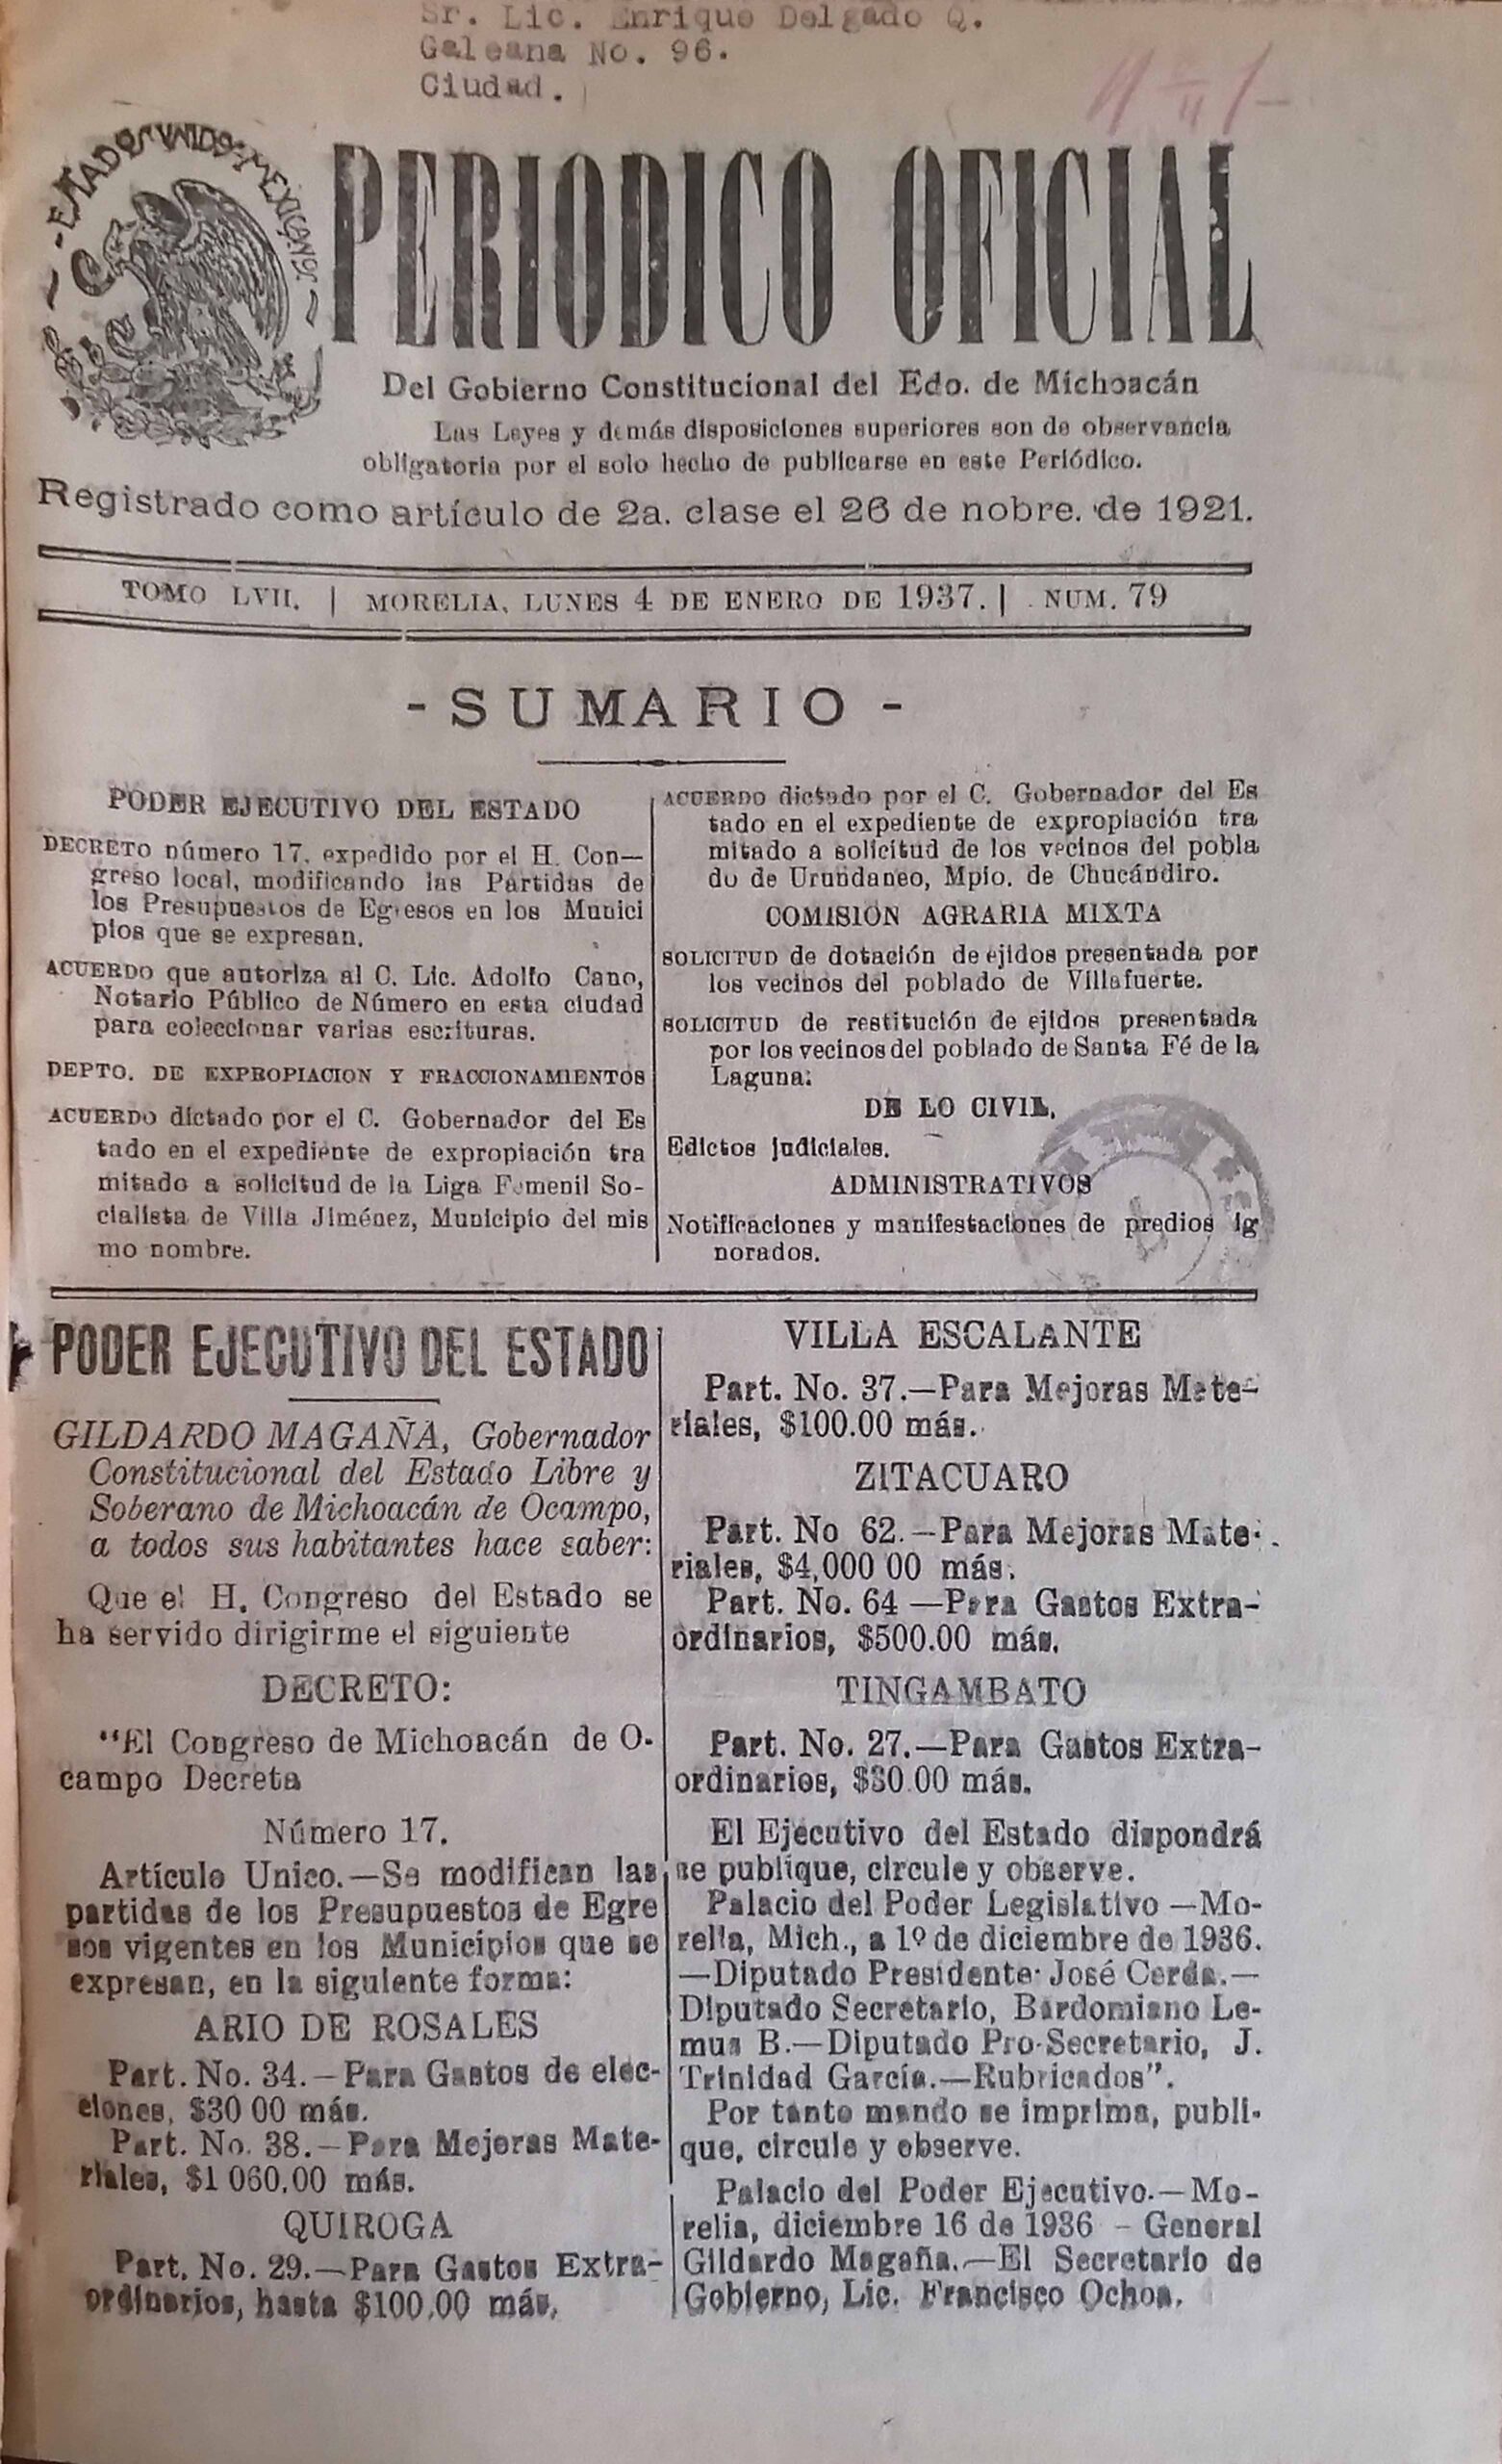 Sr. Lic. Enrique Delgado Q.
Galeana No. 96.
Ciudad.
PERIODICO OFICIAL
Del Gobierno Constitucional del Edo. de Michoacán
Las Leyes y demás disposiciones superiores son de observancia
obligatoria por el solo hecho de publicarse en este Periódico.
Registrado como artículo de 2a. clase el 26 de nobre. de 1921.
TOMO LVII. | MORELIA, LUNES 4 DE ENERO DE 1937. | NUM. 79
- SUMARIO -
PODER EJECUTIVO DEL ESTADO
DECRETO número 17, expedido por el H. Con—
greso local, modificando las Partidas de
los Presupuestos de Egresos en los Munici
pios que se expresan.
ACUERDO que autoriza al C. Lic. Adolfo Cano,
Notario Público de Número en esta ciudad
para coleccionar varias escrituras.
DEPTO. DE EXPROPIACION Y FRACCIONAMIENTOS
ACUERDO dictado por el C. Gobernador del Es
tado en el expediente de expropiación tra
mitado a solicitud de la Liga Femenil So-
cialista de Villa Jiménez, Municipio del mis
mo nombre.
ACUERDO dictado por el C. Gobernador del Es
tado en el expediente de expropiación tra
mitado a solicitud de los vecinos del pobla
do de Urundaneo, Mpio. de Chucándiro.
COMISION AGRARIA MIXTA
SOLICITUD de dotación de ejidos presentada por
los vecinos del poblado de Villafuerte.
SOLICITUD de restitución de ejidos presentada
por los vecinos del poblado de Santa Fé de la
Laguna:
DE LO CIVIL.
Edictos judiciales.
ADMINISTRATIVOS
Notificaciones y manifestaciones de predios ig
norados.
PODER EJECUTIVO DEL ESTADO
GILDARDO MAGAÑA, Gobernador
Constitucional del Estado Libre y
Soberano de Michoacán de Ocampo,
a todos sus habitantes hace saber:
Que el H. Congreso del Estado se
ha servido dirigirme el siguiente
DECRETO:
"El Congreso de Michoacán de O-
campo Decreta
Número 17.
Artículo Unico.—Se modifican las
partidas de los Presupuestos de Egre
sos vigentes en los Municipios que se
expresan, en la siguiente forma:
ARIO DE ROSALES
Part. No. 34.—Para Gastos de elec-
ciones, $30 00 más.
Part. No. 38.—Para Mejoras Mate-
riales, $1 060.00 más.
QUIROGA
Part. No. 29.—Para Gastos Extra-
ordinarios, hasta $100.00 más.
VILLA ESCALANTE
Part. No. 37.—Para Mejoras Mate-
riales, $100.00 más.
ZITACUARO
Part. No 62.—Para Mejoras Mate-
riales, $4,000 00 más.
Part. No. 64 —Para Gastos Extra-
ordinarios, $500.00 más.
TINGAMBATO
Part. No. 27.—Para Gastos Extra-
ordinarios, $30.00 más.
El Ejecutivo del Estado dispondrá
se publique, circule y observe.
Palacio del Poder Legislativo —Mo-
relia, Mich., a 1º de diciembre de 1936.
—Diputado Presidente José Cerda.—
Diputado Secretario, Bardomiano Le-
mus B.—Diputado Pro-Secretario, J.
Trinidad García.—Rubricados".
Por tanto mando se imprima, publi-
que, circule y observe.
Palacio del Poder Ejecutivo.—Mo-
relia, diciembre 16 de 1936 - General
Gildardo Magaña.—El Secretario de
Gobierno, Lic. Francisco Ochoa.